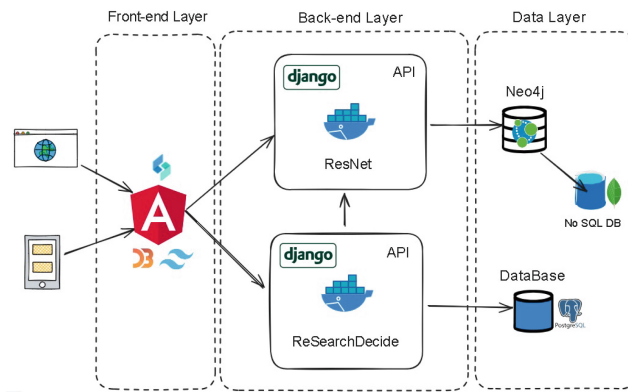 Front-end Layer
Back-end Layer
Data Layer
django
API
ResNet
Neo4j
No SQL DB
A
D3
django
API
ReSearchDecide
DataBase
PostgreSQL